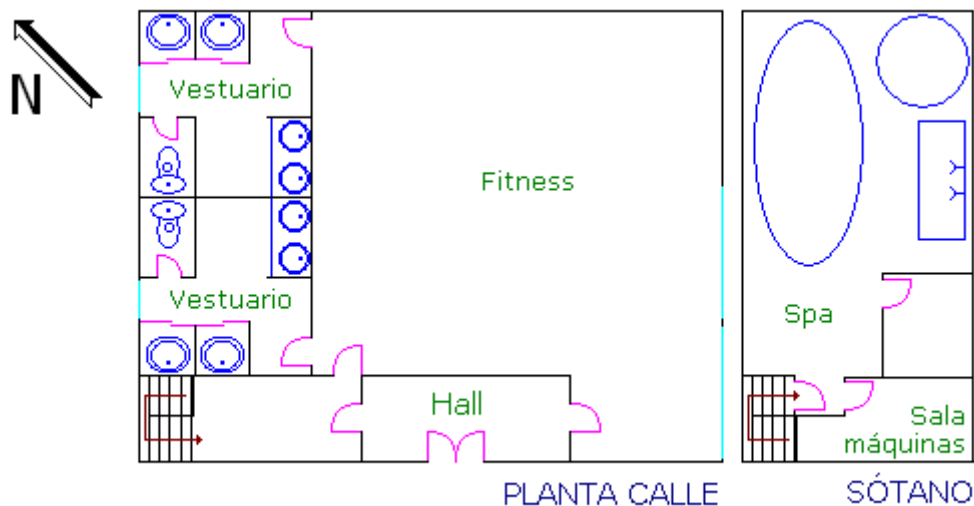 N
Vestuario
Fitness
Vestuario
Hall
PLANTA CALLE
Spa
Sala
máquinas
SÓTANO